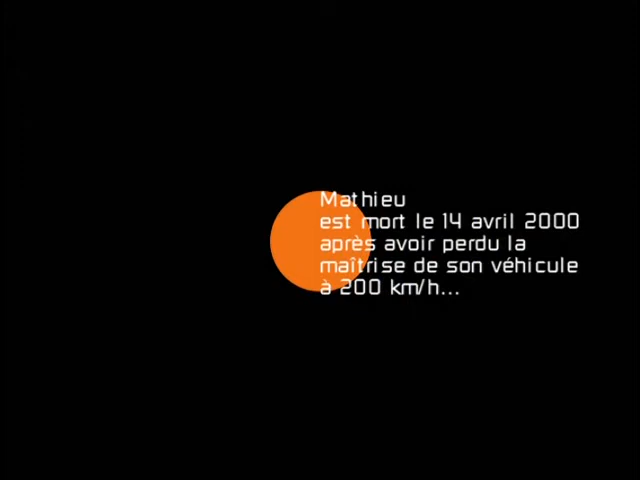 Mathieu
est mort le 14 avril 2000
après avoir perdu la
maîtrise de son véhicule
à 200 km/h...